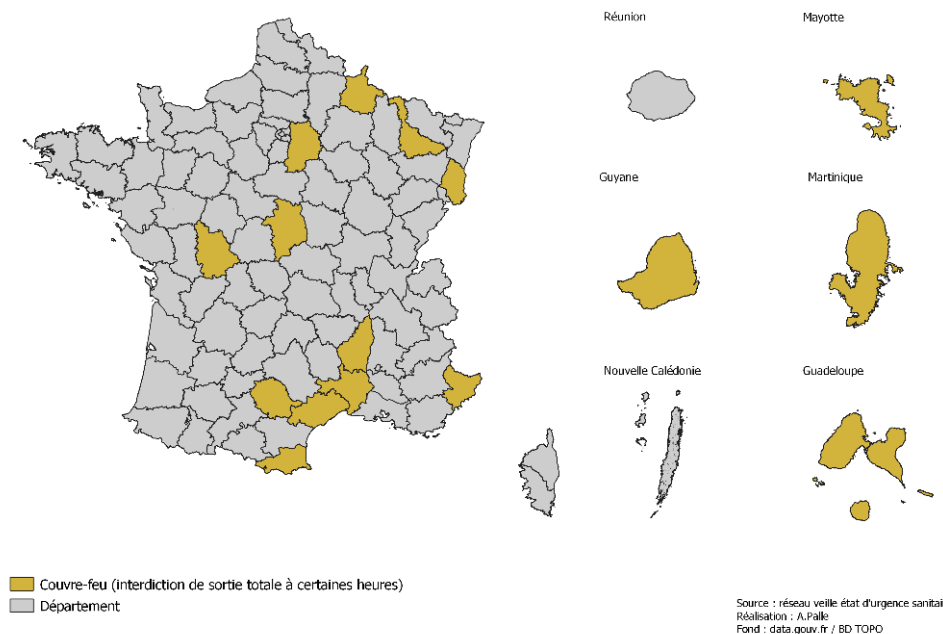 Réunion
Mayotte
Guyane
Martinique
Nouvelle Calédonie
Guadeloupe
Couvre-feu (interdiction de sortie totale à certaines heures)
Département
Source : réseau veille état d'urgence sanitai
Réalisation : A.Palle
Fond : data.gouv.fr / BD TOPO